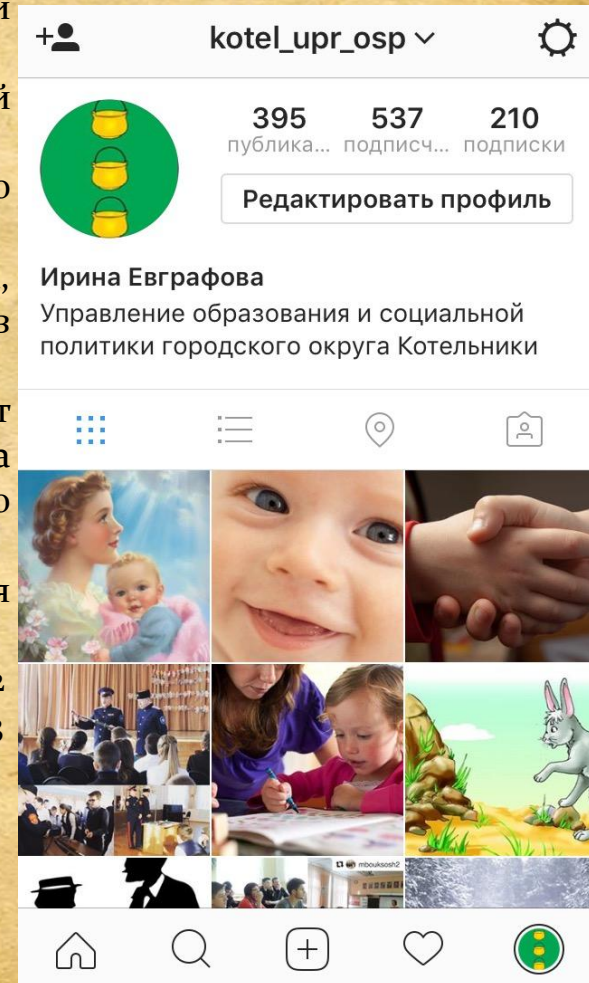 kotel_upr_osp
395 537 210
публика... подписч... подписки
Редактировать профиль
Ирина Евграфова
Управление образования и социальной
политики городского округа Котельники
mbouksosh2